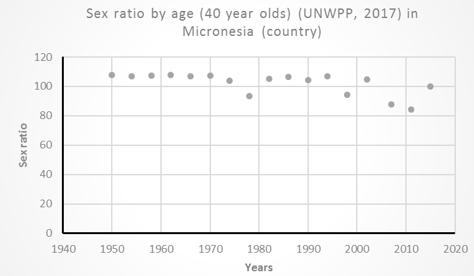 Sex ratio by age (40 year olds) (UNWPP, 2017) in
Micronesia (country)
120
100
80
60
40
20
0
Sex ratio
1940 1950 1960 1970 1980 1990 2000 2010 2020
Years